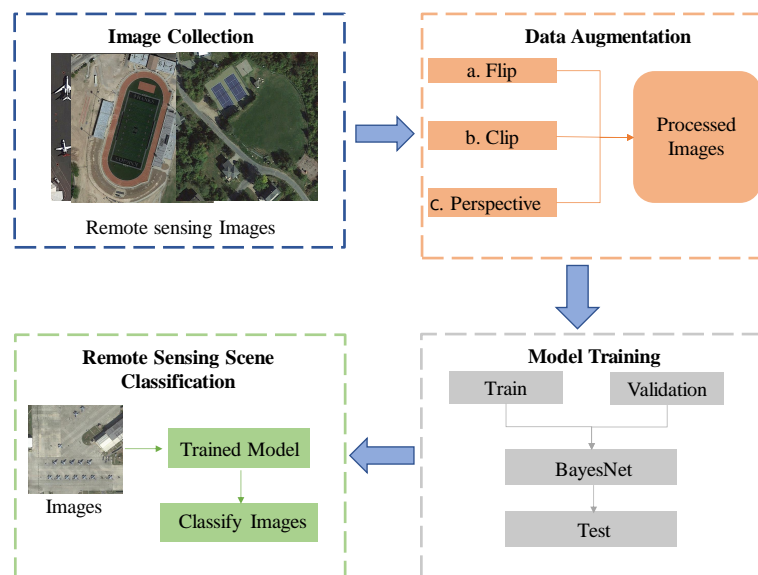 Image Collection
Remote sensing Images
Data Augmentation
a. Flip
b. Clip
c. Perspective
Processed
Images
Model Training
Train
Validation
BayesNet
Test
Remote Sensing Scene
Classification
Images
Trained Model
Classify Images